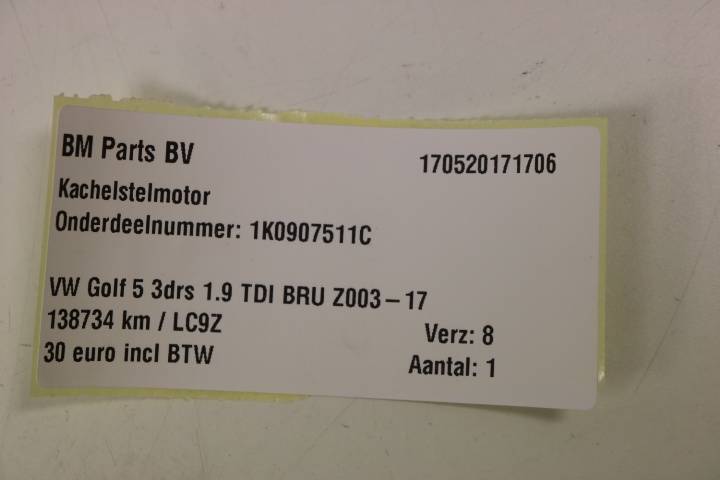 BM Parts BV 170520171706
Kachelstelmotor
Onderdeelnummer: 1K0907511C
VW Golf 5 3drs 1.9 TDI BRU Z003-17
138734 km / LC9Z Verz: 8
30 euro incl BTW Aantal: 1